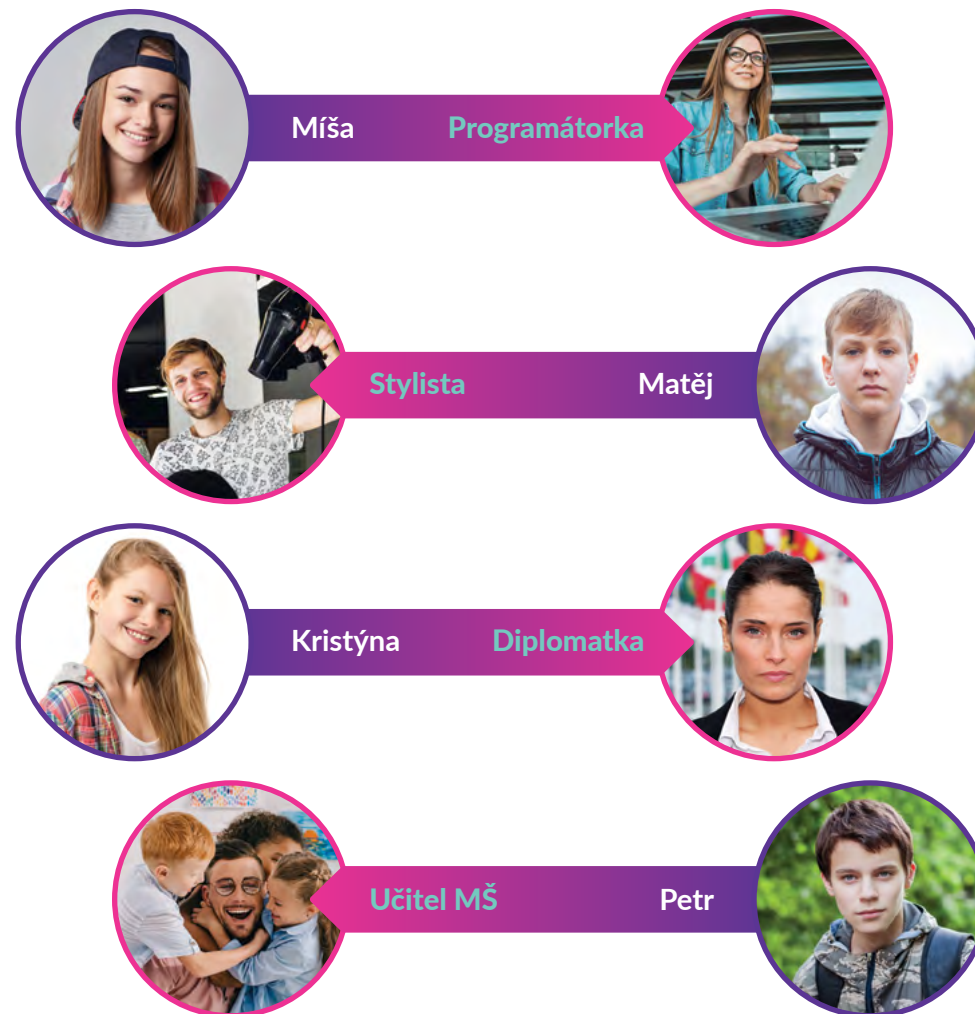 Míša Programátorka
Stylista Matěj
Kristýna Diplomatka
Učitel MŠ Petr